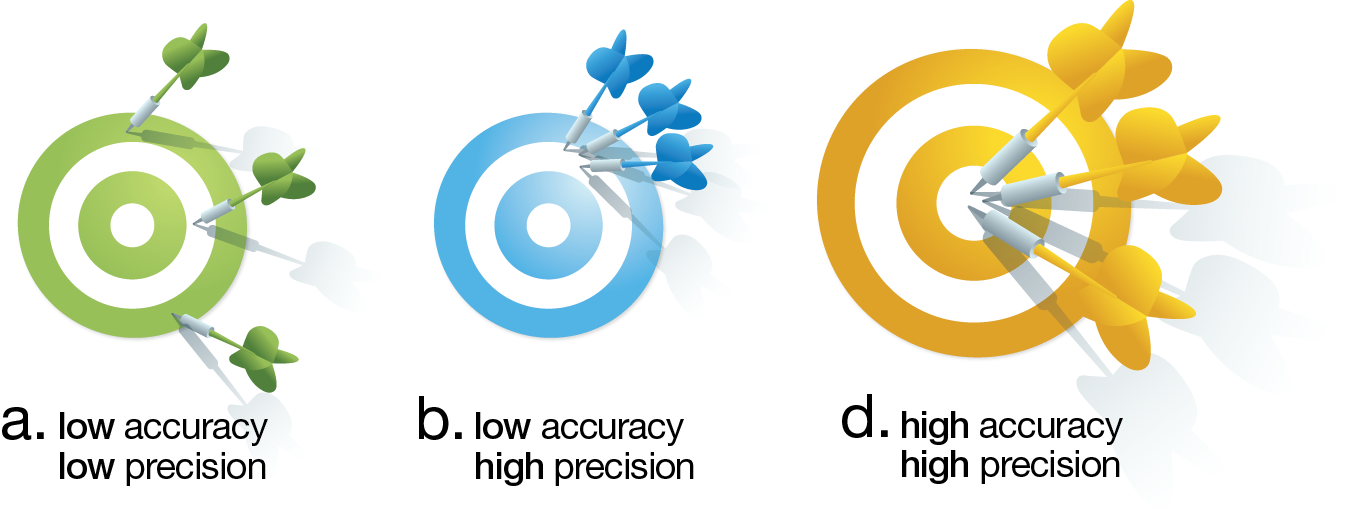 a. low accuracy
low precision
b. low accuracy
high precision
d. high accuracy
high precision